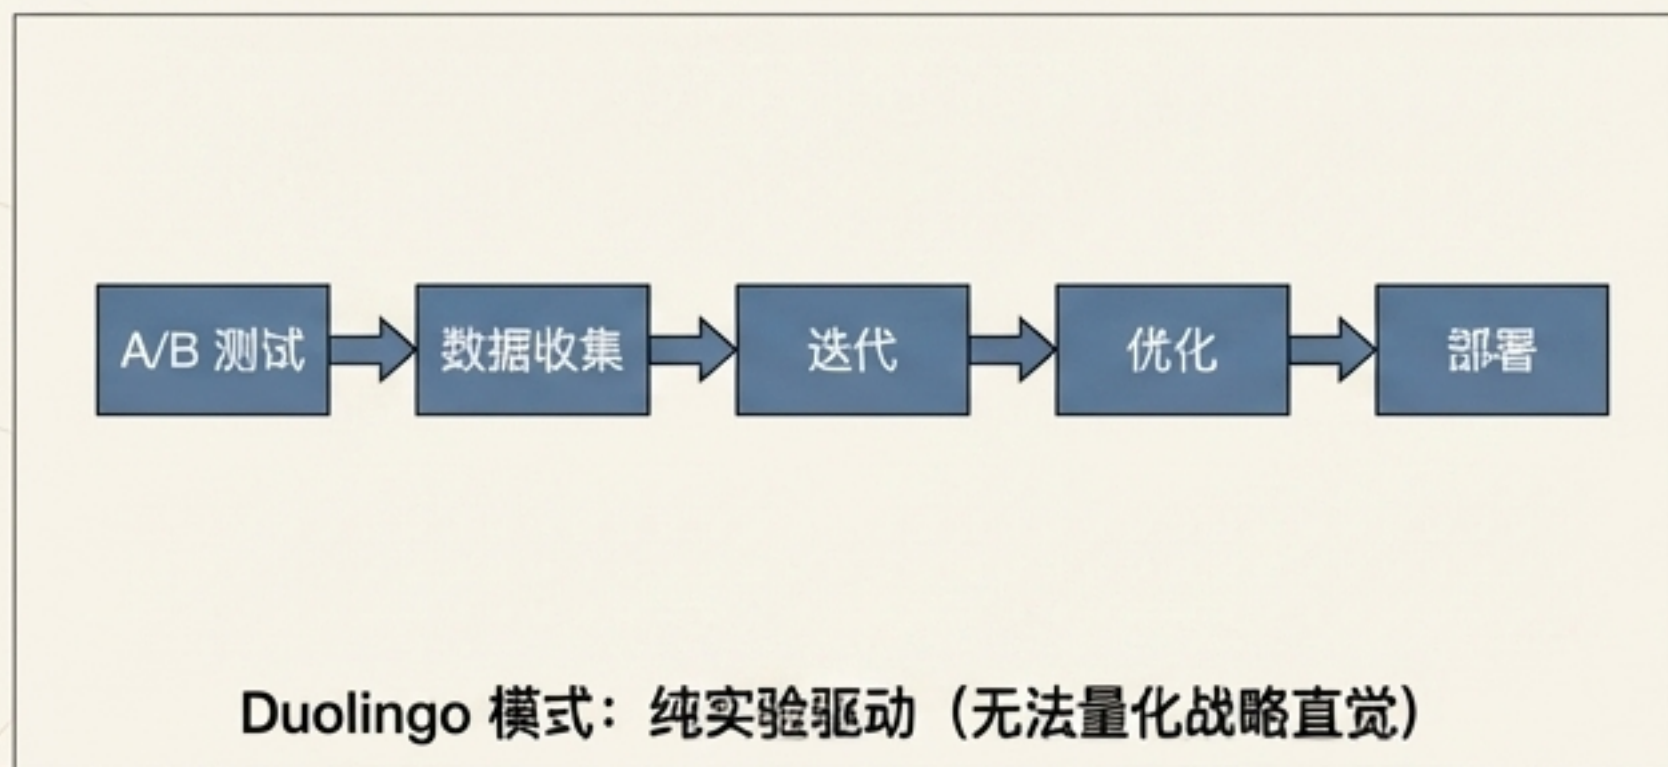 A/B 测试
数据收集
迭代
优化
部署
Duolingo 模式：纯实验驱动（无法量化战略直觉）